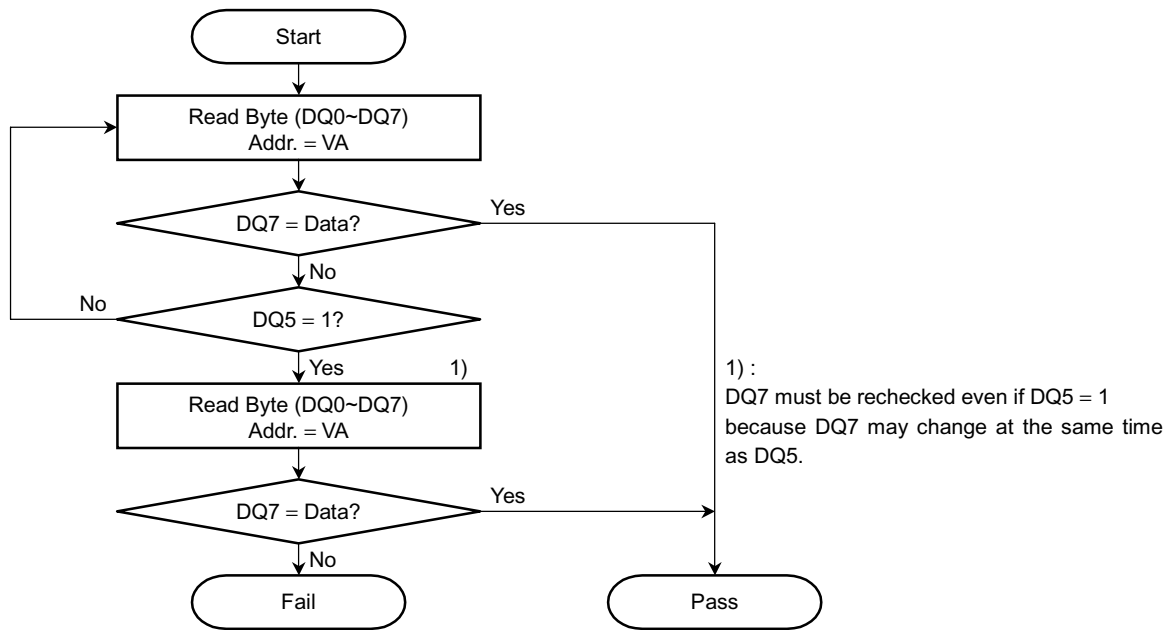 Start
Read Byte (DQ0~DQ7)
Addr. = VA
DQ7 = Data?
Yes
No
No
DQ5 = 1?
Yes
1)
Read Byte (DQ0~DQ7)
Addr. = VA
DQ7 = Data?
Yes
No
Fail
Pass
1) :
DQ7 must be rechecked even if DQ5 = 1
because DQ7 may change at the same time
as DQ5.